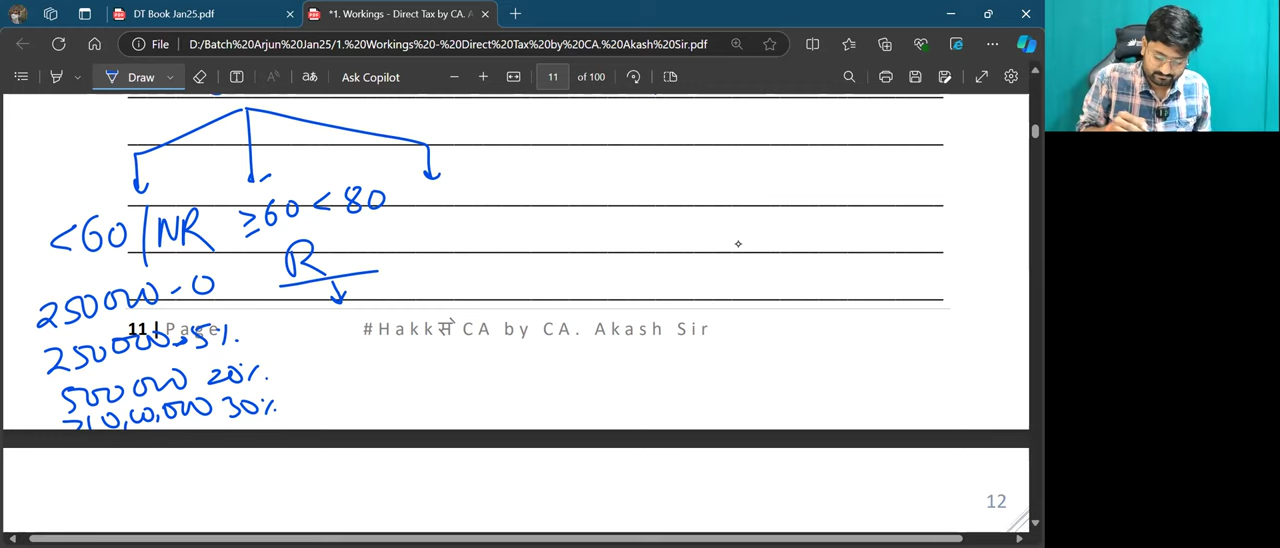 DT Book Jan25.pdf
*1. Workings - Direct Tax by CA. A
File
D:/Batch%20Arjun%20Jan25/1.%20Workings%20-%20Direct%20Tax%20by%20CA.%20Akash%20Sir.pdf
Draw
Ask Copilot
11 of 100
<60 | NR ≥60 <80
R
250000 - 0
11 | Page #Hakkसे CA by CA. Akash Sir
250000 . 5%.
500000 20%.
>10,00,000 30%.
12